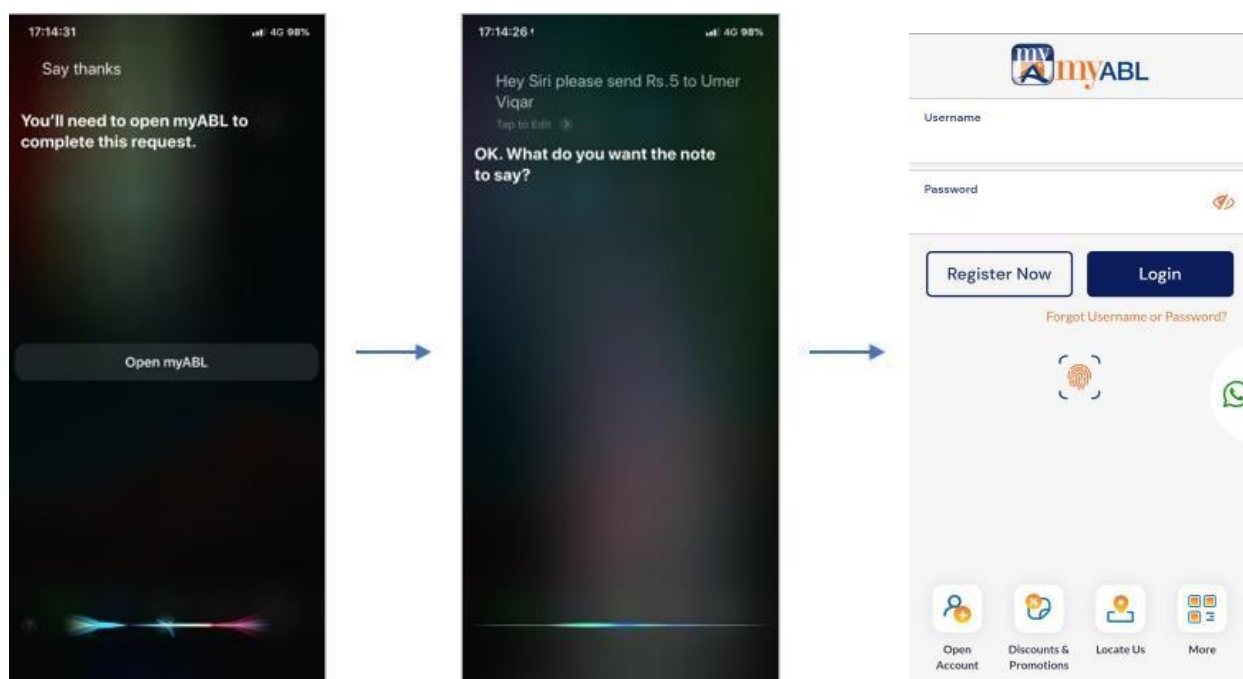 17:14:31
4G 98%
Say thanks
You'll need to open myABL to
complete this request.
Open myABL
17:14:26
4G 98%
Hey Siri please send Rs.5 to Umer
Viqar
Tap to Edit
OK. What do you want the note
to say?
my myABL
Username
Password
Register Now
Login
Forgot Username or Password?
Open
Account
Discounts &
Promotions
Locate Us
More